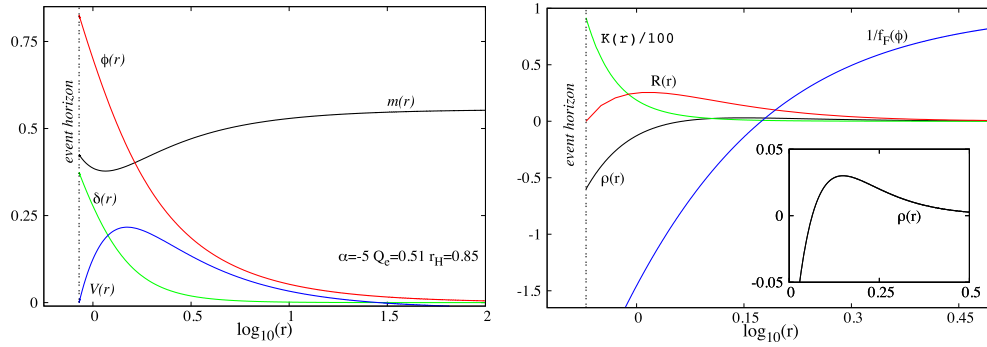 0.75
0.5
0.25
0
event horizon
ϕ(r)
m(r)
δ(r)
V(r)
α=-5 Q_e=0.51 r_H=0.85
0 0.5 1 1.5 2
log_10(r)
1
0.5
0
-0.5
-1
-1.5
event horizon
K(r)/100
R(r)
1/f_F(ϕ)
ρ(r)
0 0.15 0.3 0.45
log_10(r)
0.05
0
-0.05
ρ(r)
0 0.25 0.5